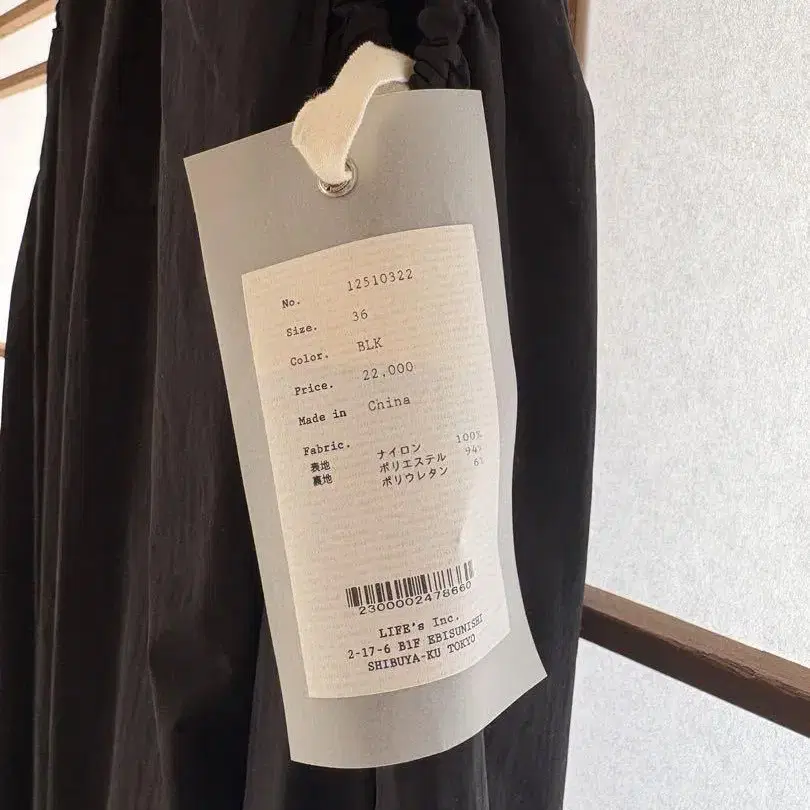 No. 12510322
Size. 36
Color. BLK
Price. 22,000
Made in China
Fabric.
表地 ナイロン 100%
裏地 ポリエステル 94%
ポリウレタン 6%
2300002478660
LIFE's Inc.
2-17-6 B1F EBISUNISHI
SHIBUYA-KU TOKYO